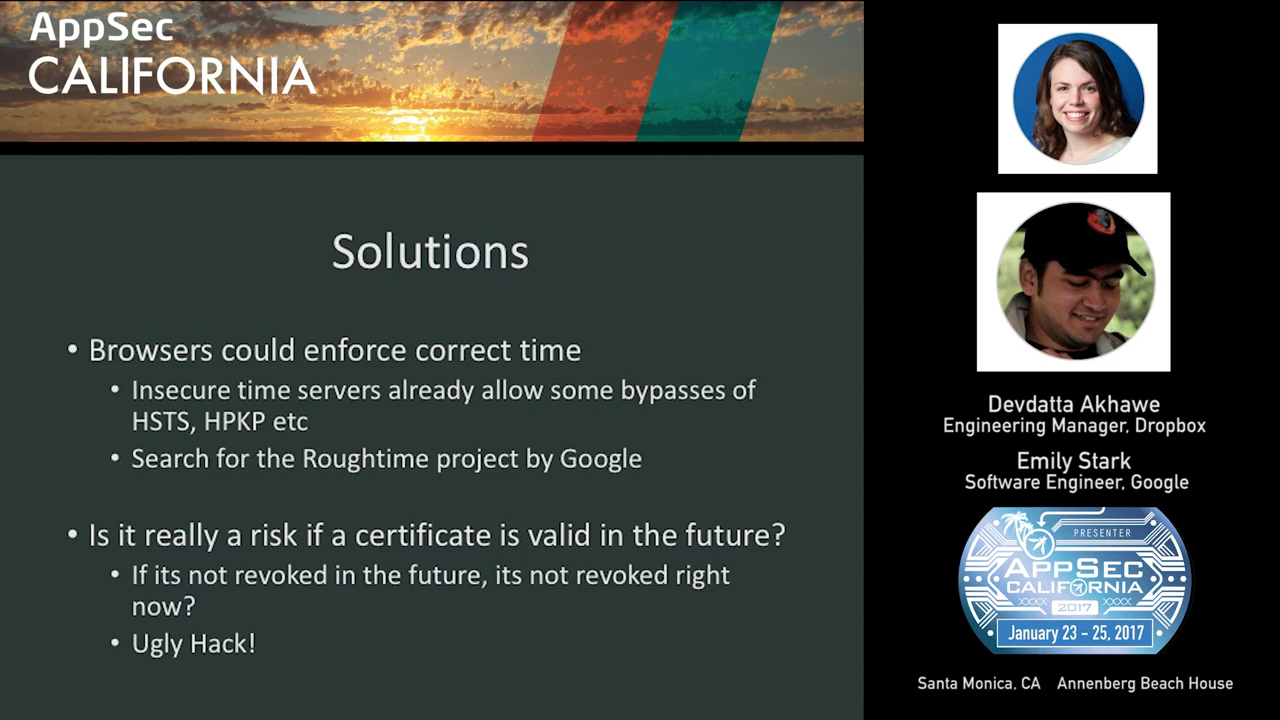 AppSec
CALIFORNIA
Solutions
• Browsers could enforce correct time
• Insecure time servers already allow some bypasses of
HSTS, HPKP etc
• Search for the Roughtime project by Google
• Is it really a risk if a certificate is valid in the future?
• If its not revoked in the future, its not revoked right
now?
• Ugly Hack!
Devdatta Akhawe
Engineering Manager, Dropbox
Emily Stark
Software Engineer, Google
PRESENTER
APPSEC
CALIFORNIA
2017
January 23 – 25, 2017
Santa Monica, CA Annenberg Beach House